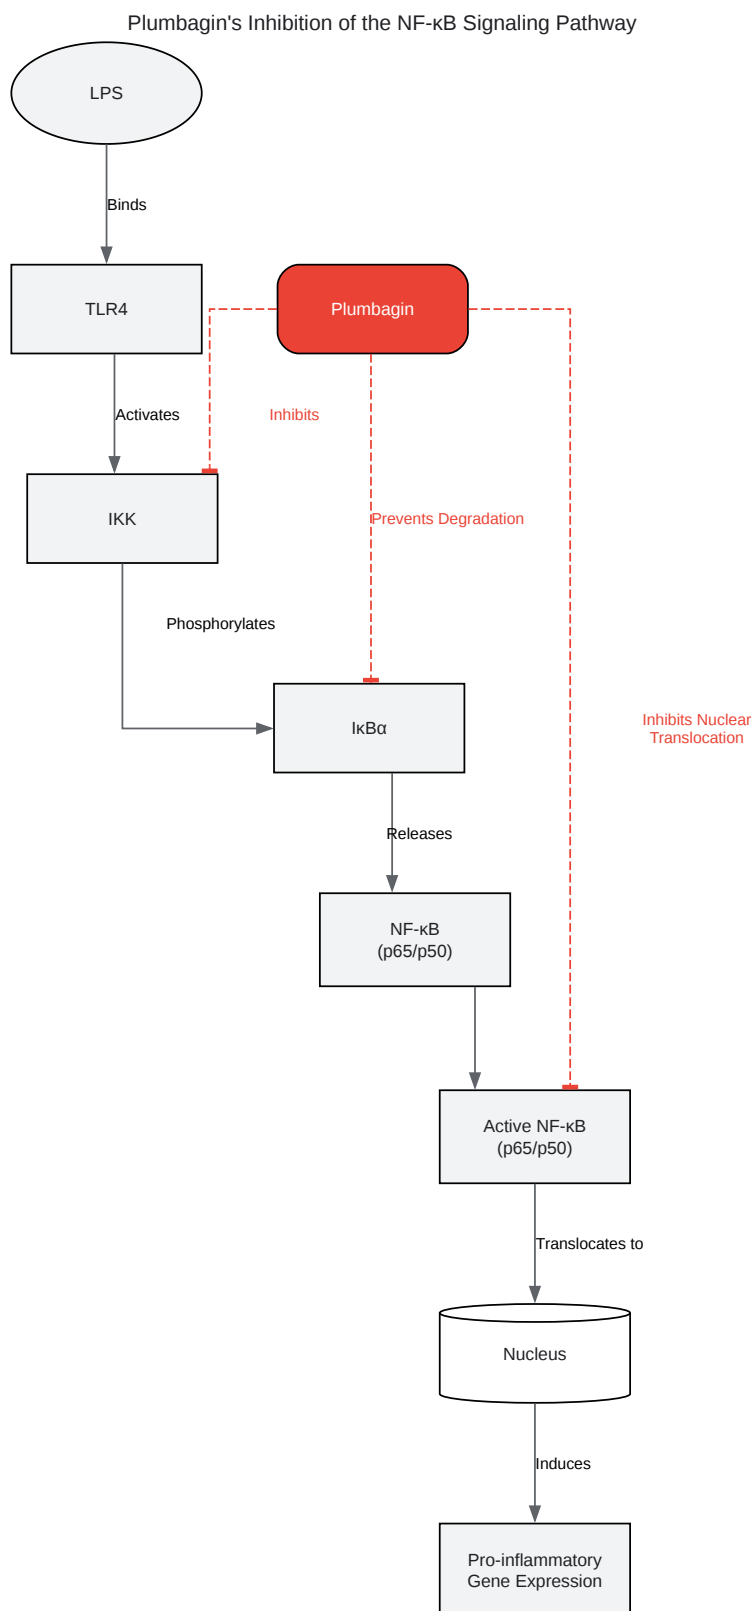 Plumbagin's Inhibition of the NF-κB Signaling Pathway
LPS
Binds
TLR4
Plumbagin
Activates
Inhibits
IKK
Prevents Degradation
Phosphorylates
Inhibits Nuclear
Translocation
IκBα
Releases
NF-κB
(p65/p50)
Active NF-κB
(p65/p50)
Translocates to
Nucleus
Induces
Pro-inflammatory
Gene Expression